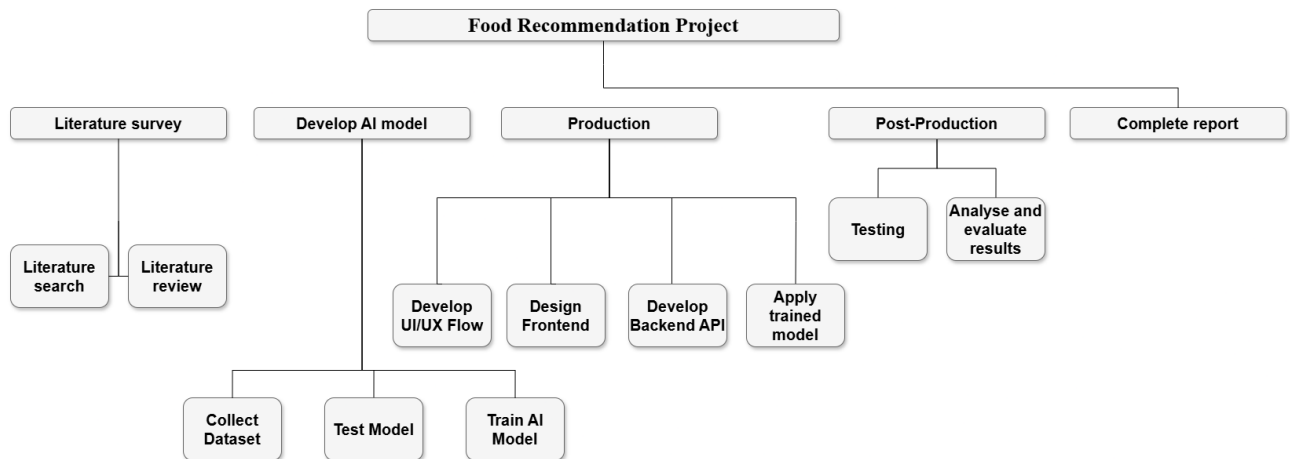 Food Recommendation Project
Literature survey
Develop AI model
Production
Post-Production
Complete report
Literature
search
Literature
review
Develop
UI/UX Flow
Design
Frontend
Develop
Backend API
Apply
trained
model
Testing
Analyse and
evaluate
results
Collect
Dataset
Test Model
Train AI
Model